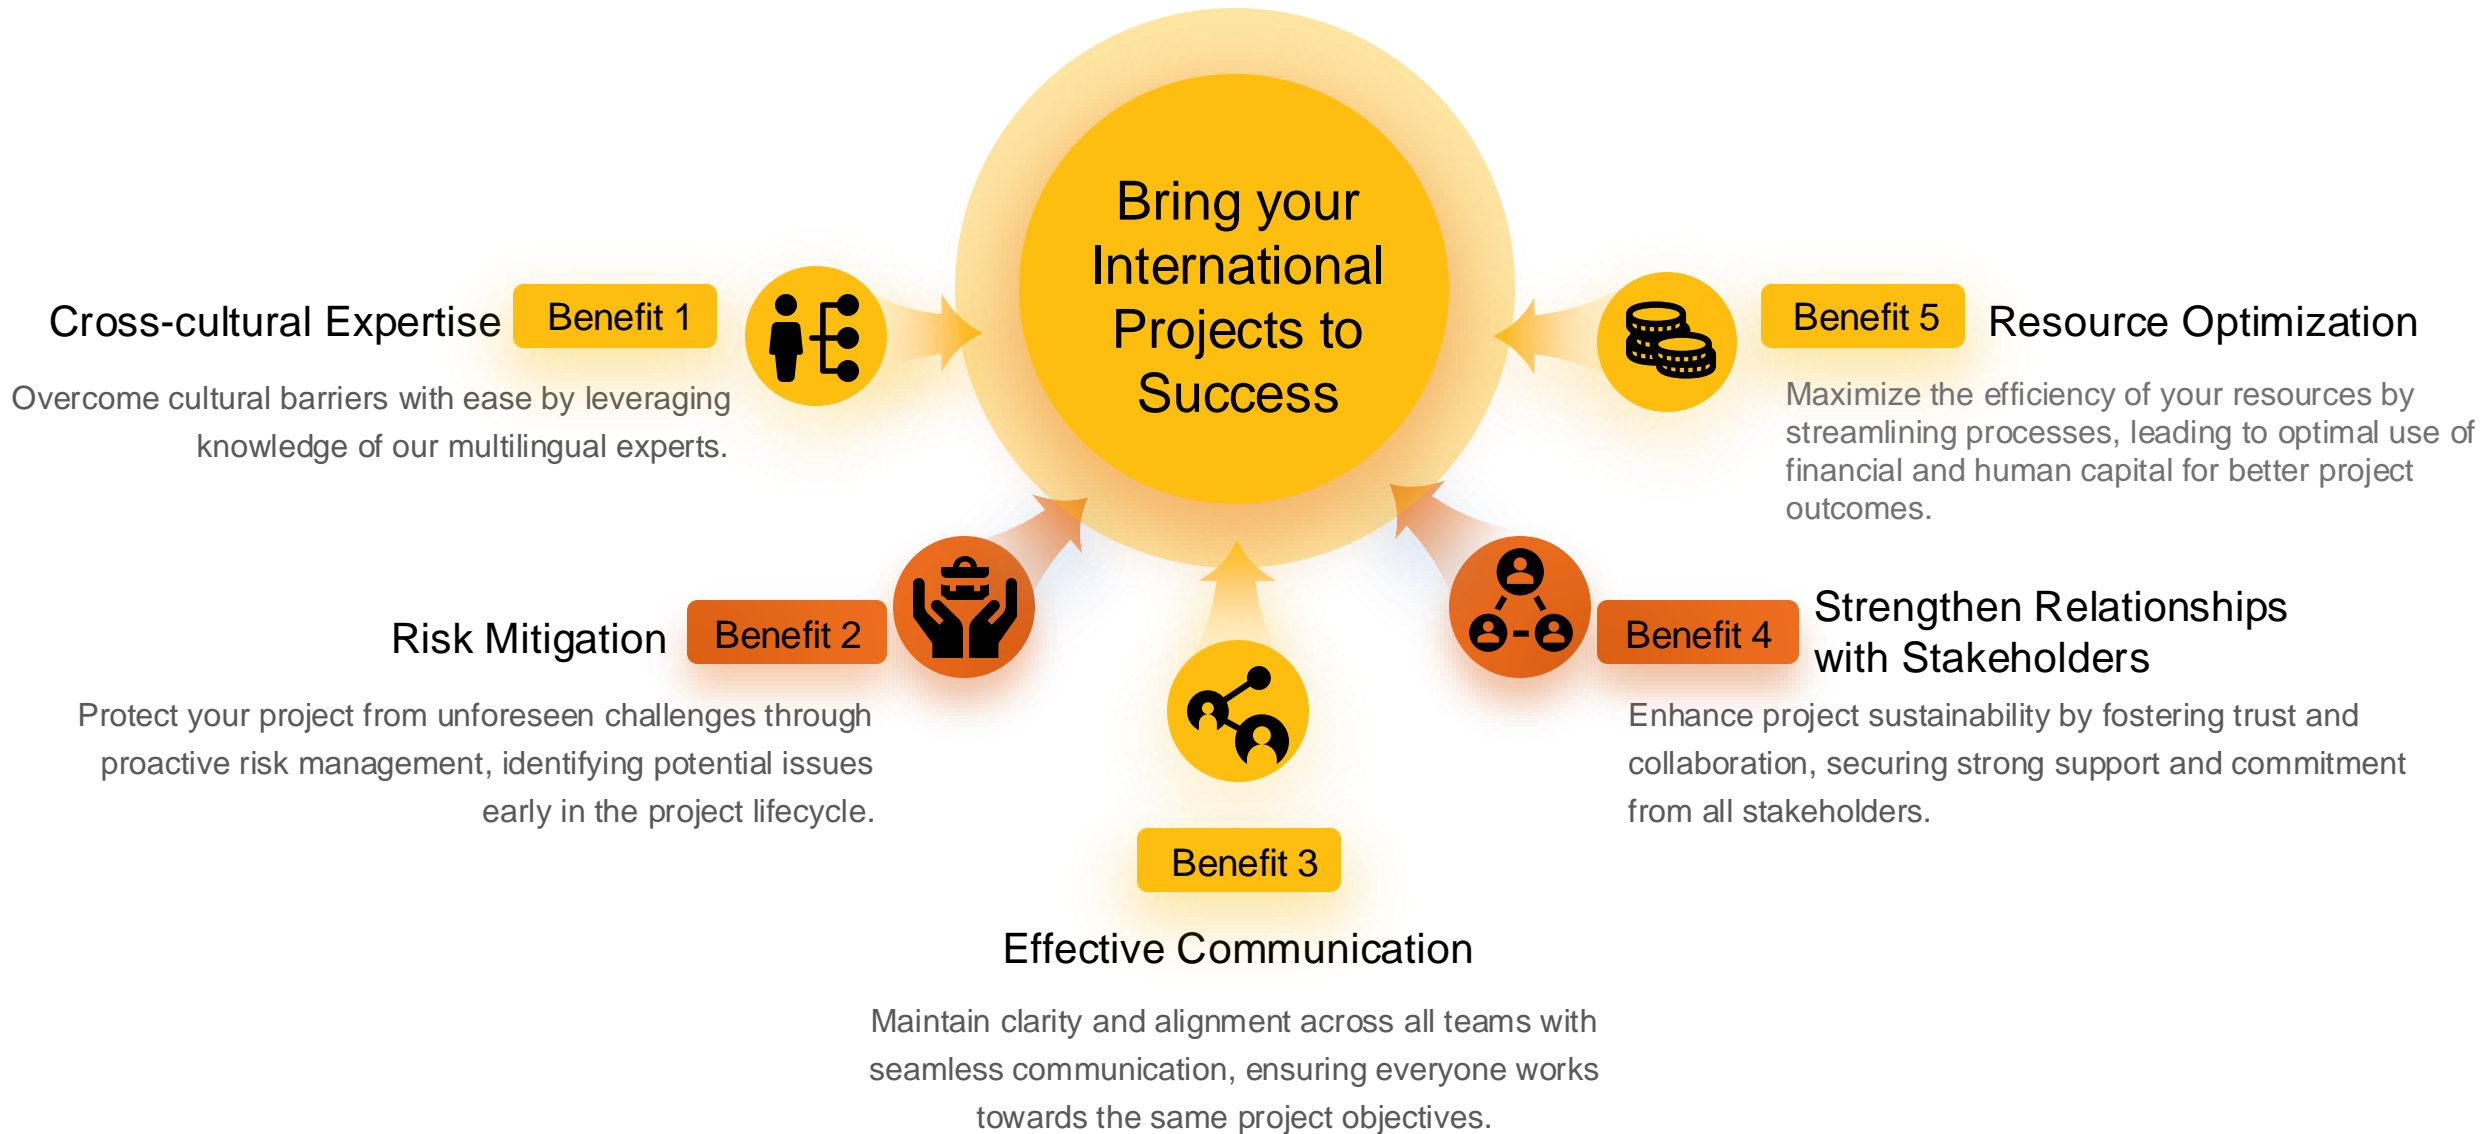 Bring your
International
Projects to
Success
Cross-cultural Expertise
Benefit 1
Overcome cultural barriers with ease by leveraging
knowledge of our multilingual experts.
Risk Mitigation
Benefit 2
Protect your project from unforeseen challenges through
proactive risk management, identifying potential issues
early in the project lifecycle.
Benefit 3
Effective Communication
Maintain clarity and alignment across all teams with
seamless communication, ensuring everyone works
towards the same project objectives.
Benefit 4
Strengthen Relationships
with Stakeholders
Enhance project sustainability by fostering trust and
collaboration, securing strong support and commitment
from all stakeholders.
Benefit 5
Resource Optimization
Maximize the efficiency of your resources by
streamlining processes, leading to optimal use of
financial and human capital for better project
outcomes.